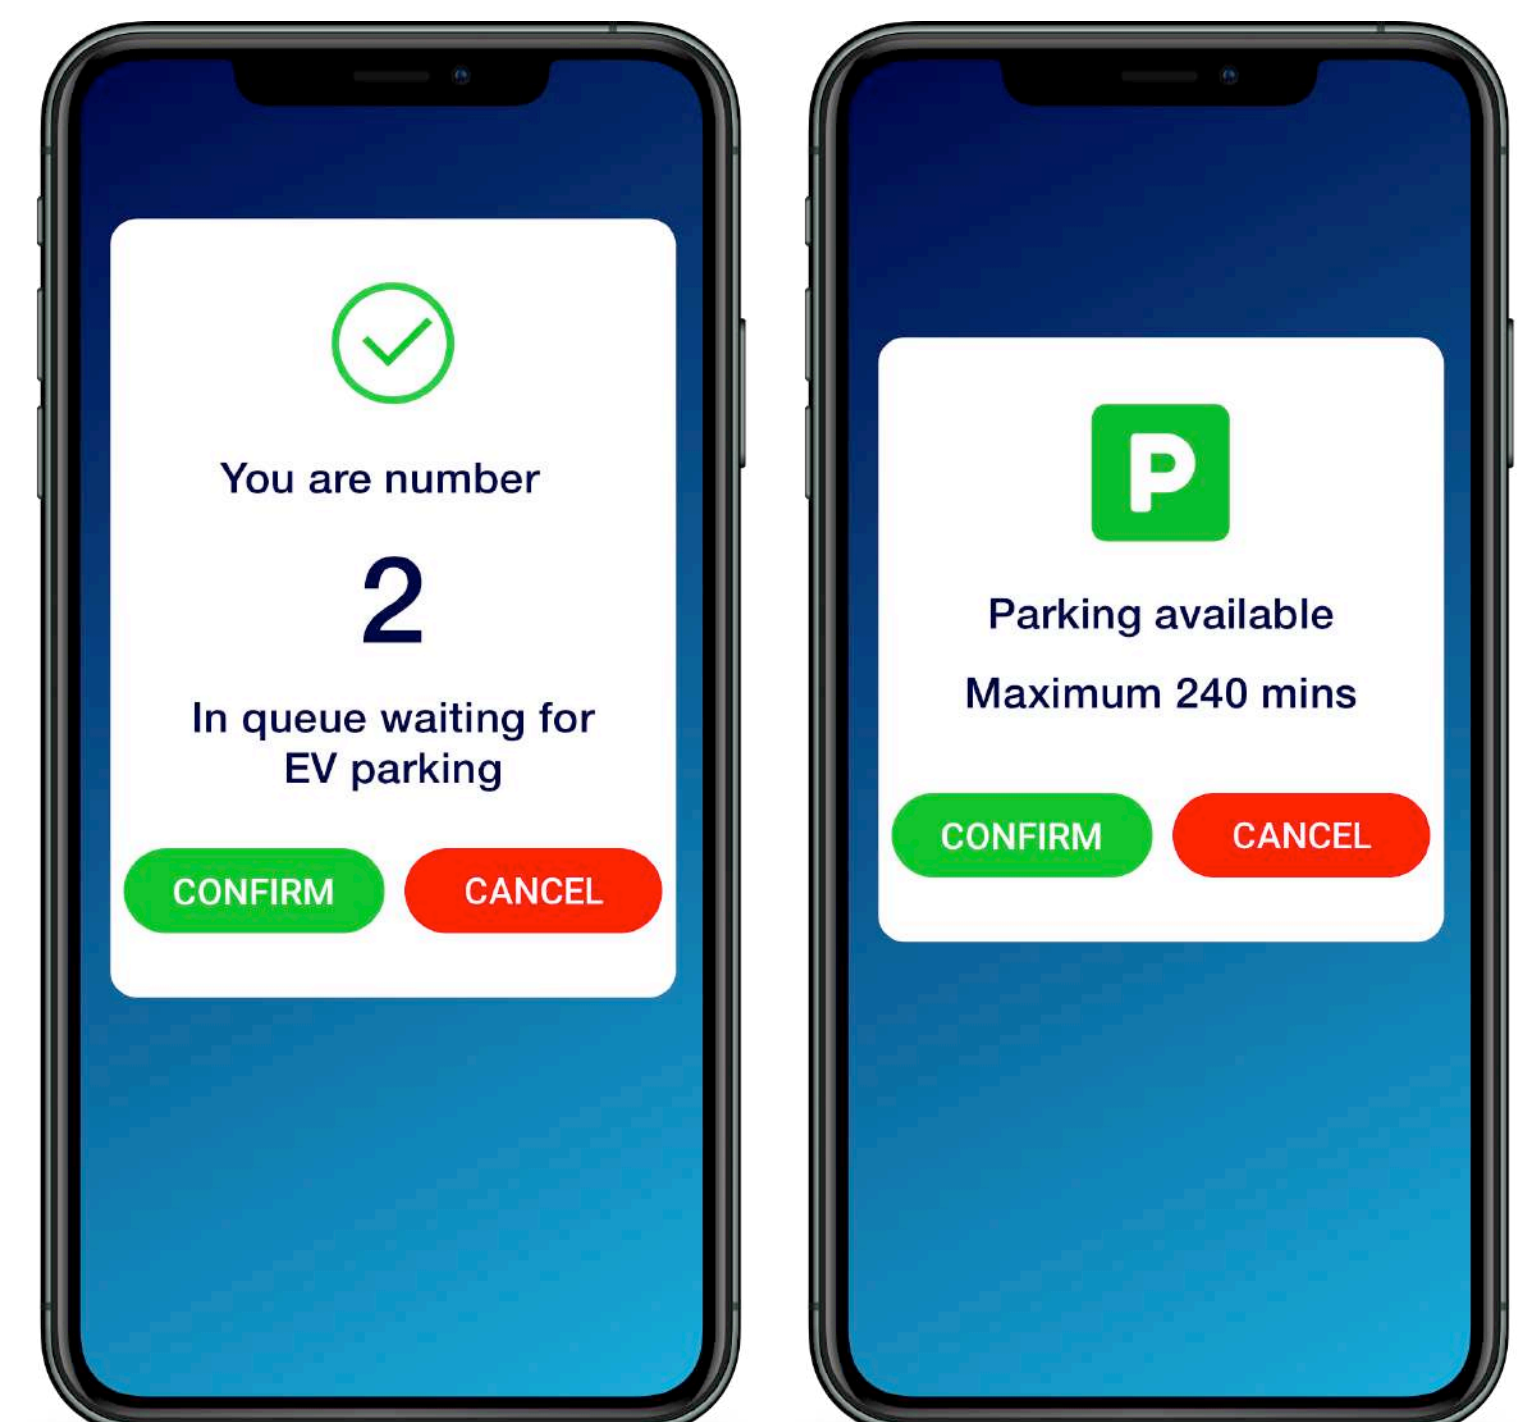 You are number
2
In queue waiting for
EV parking
CONFIRM CANCEL
P
Parking available
Maximum 240 mins
CONFIRM CANCEL